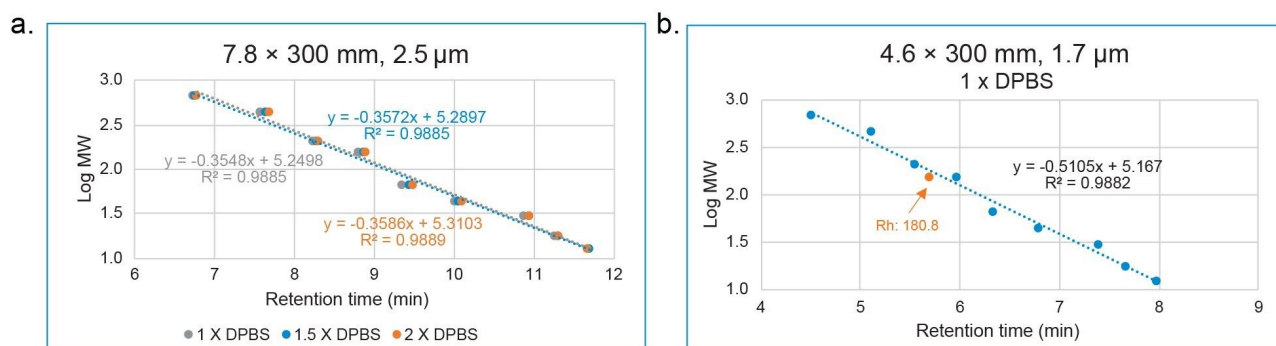 a.
7.8 × 300 mm, 2.5 µm
3.0
2.5
2.0
1.5
1.0
Log MW
y = -0.3572x + 5.2897
R² = 0.9885
y = -0.3548x + 5.2498
R² = 0.9885
y = -0.3586x + 5.3103
R² = 0.9889
6 7 8 9 10 11 12
Retention time (min)
1 X DPBS 1.5 X DPBS 2 X DPBS
b.
4.6 × 300 mm, 1.7 µm
1 x DPBS
3.0
2.5
2.0
1.5
1.0
Log MW
y = -0.5105x + 5.167
R² = 0.9882
Rh: 180.8
4 5 6 7 8 9
Retention time (min)